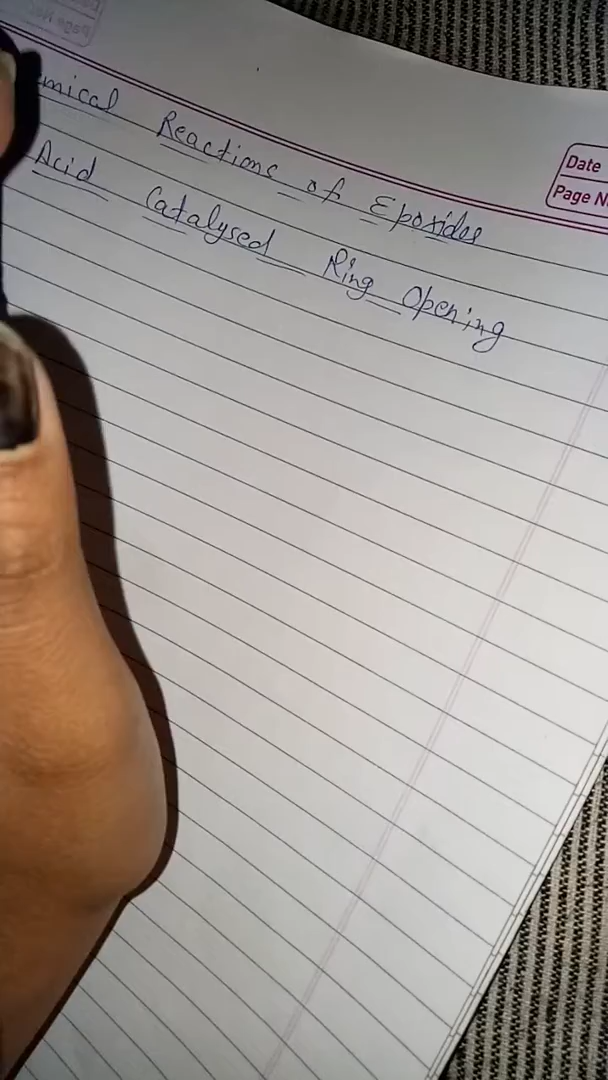 mical Reactions of Epoxides
Acid Catalysed Ring Opening
Date
Page N